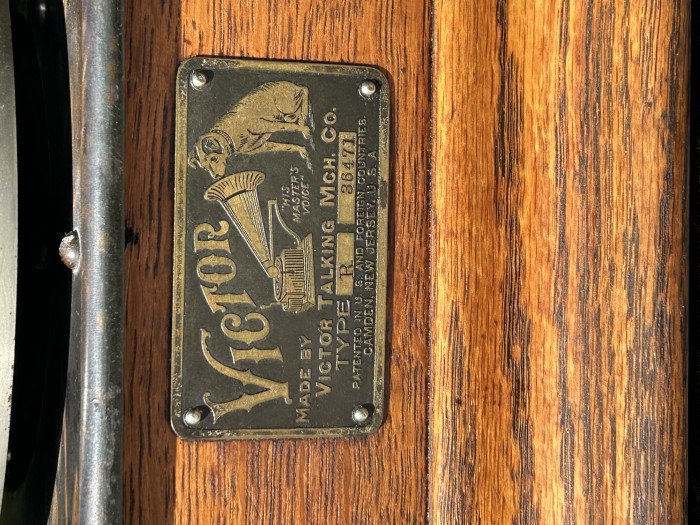 VICTOR
"HIS
MASTER'S
VOICE"
MADE BY
VICTOR TALKING MCH. CO.
TYPE R 38471
PATENTED IN U. S. AND FOREIGN COUNTRIES.
CAMDEN, NEW JERSEY, U.S.A.